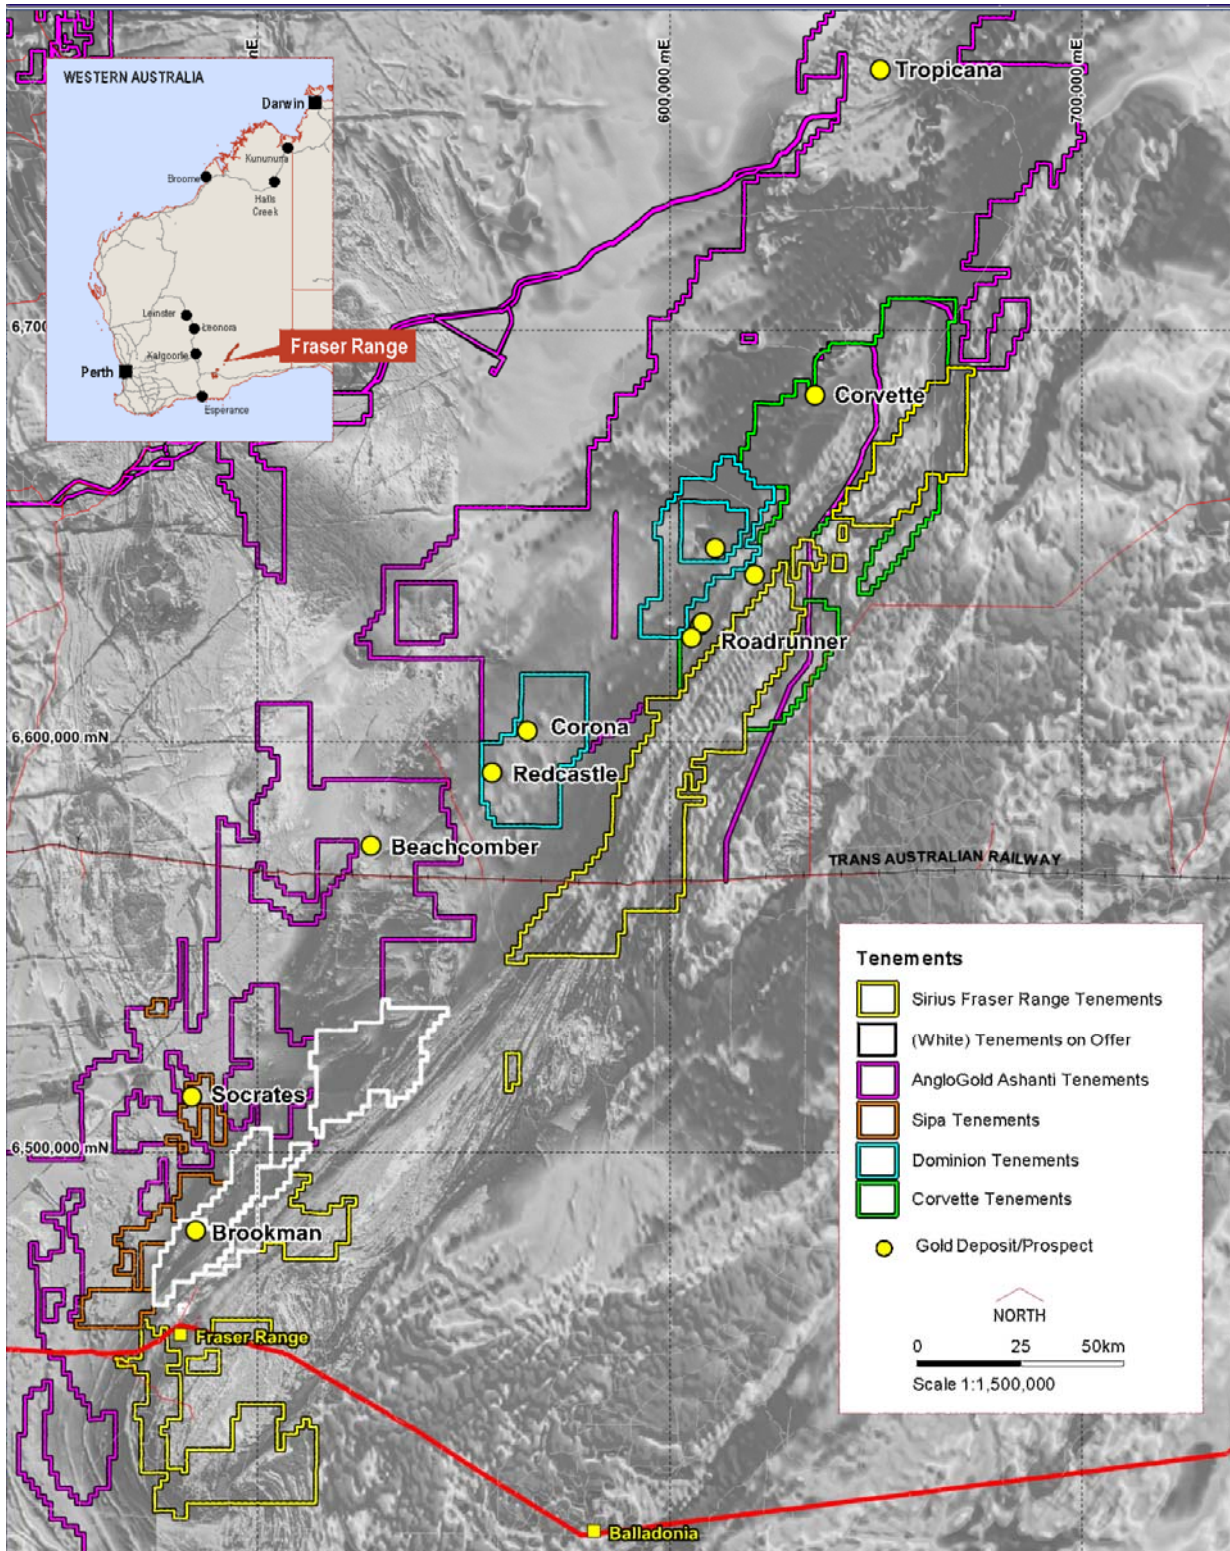 mE
600,000 mE
700,000 mE
Tropicana
WESTERN AUSTRALIA
Darwin
Kununurra
Broome
Halls
Creek
Leinster
Leonora
Kalgoorlie
Perth
Esperance
Fraser Range
6,700
Corvette
Roadrunner
Corona
6,600,000 mN
Redcastle
Beachcomber
TRANS AUSTRALIAN RAILWAY
Socrates
6,500,000 mN
Brookman
Fraser Range
Balladonia
Tenements
Sirius Fraser Range Tenements
(White) Tenements on Offer
AngloGold Ashanti Tenements
Sipa Tenements
Dominion Tenements
Corvette Tenements
Gold Deposit/Prospect
NORTH
0 25 50km
Scale 1:1,500,000